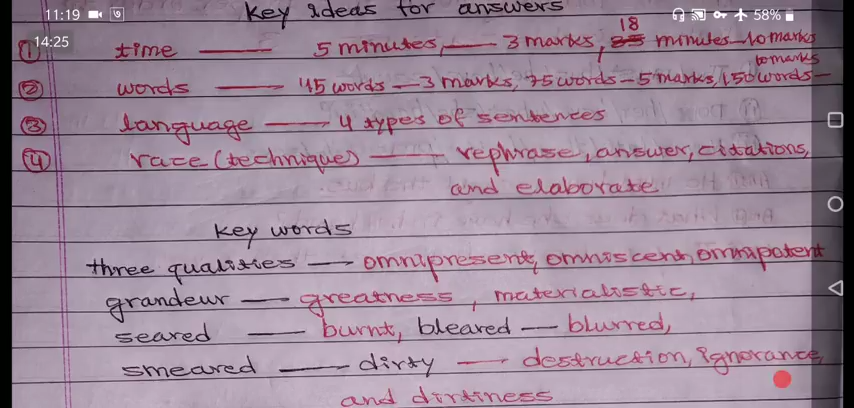 11:19
58%
14:25
Key Ideas for answers
① time —— 5 minutes, —— 3 marks, 18 minutes - 10 marks
② words —— 45 words — 3 marks, 75 words - 5 marks, 150 words - 10 marks
③ language —— 4 types of sentences
④ race (technique) —— rephrase, answer, citations,
and elaborate
Key words
three qualities —— omnipresent, omniscent, omnipotent
grandeur —— greatness, materialistic,
seared —— burnt, bleared — blurred,
smeared —— dirty —— destruction, ignorance,
and dirtiness